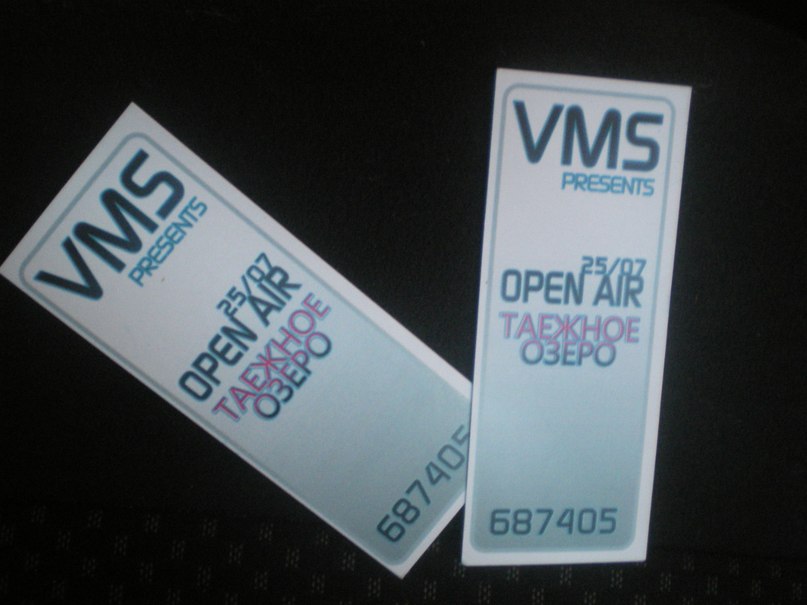 VMS
PRESENTS
25/07
OPEN AIR
ТАЕЖНОЕ
ОЗЕРО
687405
VMS
PRESENTS
25/07
OPEN AIR
ТАЕЖНОЕ
ОЗЕРО
687405